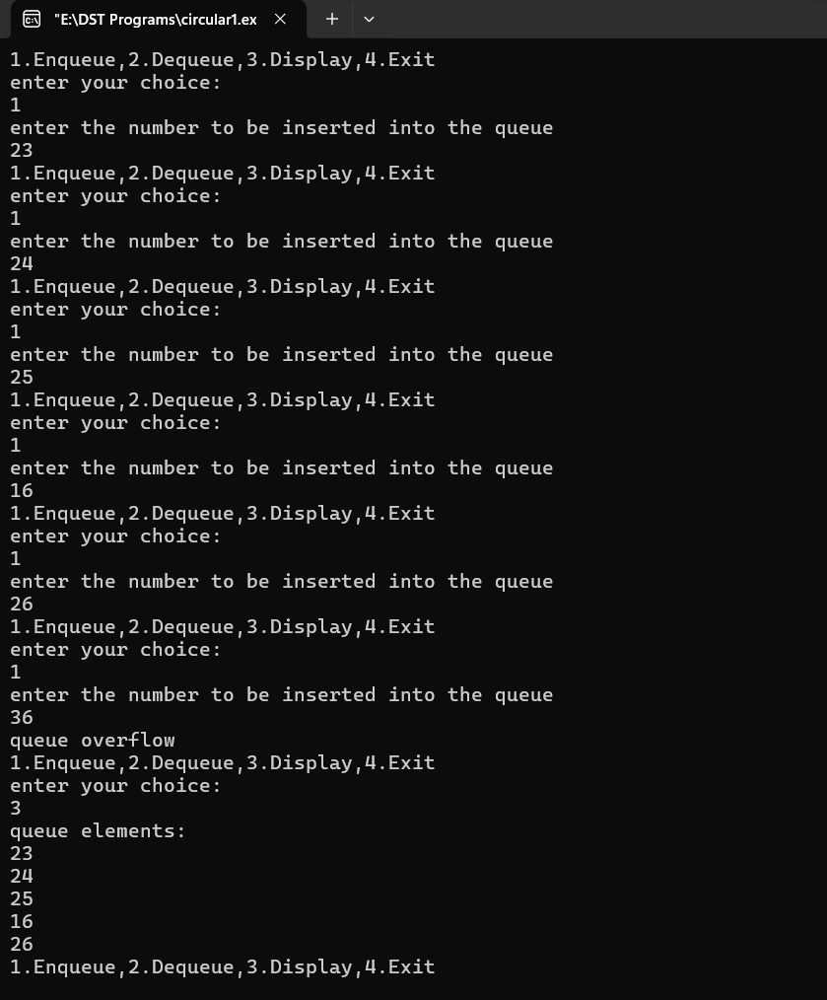 "E:\DST Programs\circular1.ex
1.Enqueue,2.Dequeue,3.Display,4.Exit
enter your choice:
1
enter the number to be inserted into the queue
23
1.Enqueue,2.Dequeue,3.Display,4.Exit
enter your choice:
1
enter the number to be inserted into the queue
24
1.Enqueue,2.Dequeue,3.Display,4.Exit
enter your choice:
1
enter the number to be inserted into the queue
25
1.Enqueue,2.Dequeue,3.Display,4.Exit
enter your choice:
1
enter the number to be inserted into the queue
16
1.Enqueue,2.Dequeue,3.Display,4.Exit
enter your choice:
1
enter the number to be inserted into the queue
26
1.Enqueue,2.Dequeue,3.Display,4.Exit
enter your choice:
1
enter the number to be inserted into the queue
36
queue overflow
1.Enqueue,2.Dequeue,3.Display,4.Exit
enter your choice:
3
queue elements:
23
24
25
16
26
1.Enqueue,2.Dequeue,3.Display,4.Exit